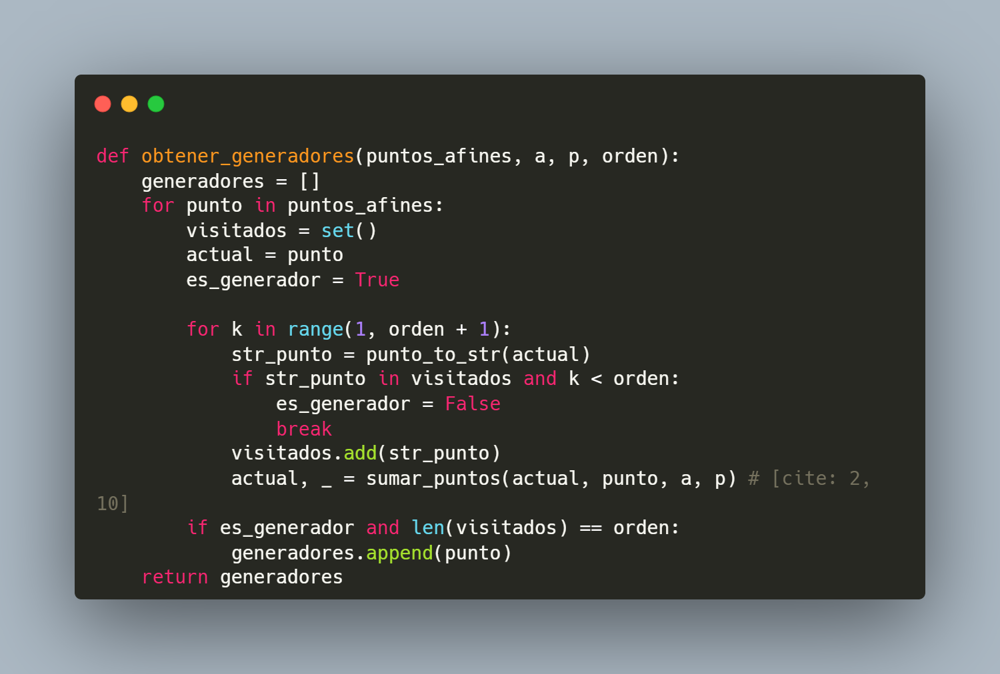 def obtener_generadores(puntos_afines, a, p, orden):
    generadores = []
    for punto in puntos_afines:
        visitados = set()
        actual = punto
        es_generador = True

        for k in range(1, orden + 1):
            str_punto = punto_to_str(actual)
            if str_punto in visitados and k < orden:
                es_generador = False
                break
            visitados.add(str_punto)
            actual, _ = sumar_puntos(actual, punto, a, p) # [cite: 2,
10]
        if es_generador and len(visitados) == orden:
            generadores.append(punto)
    return generadores